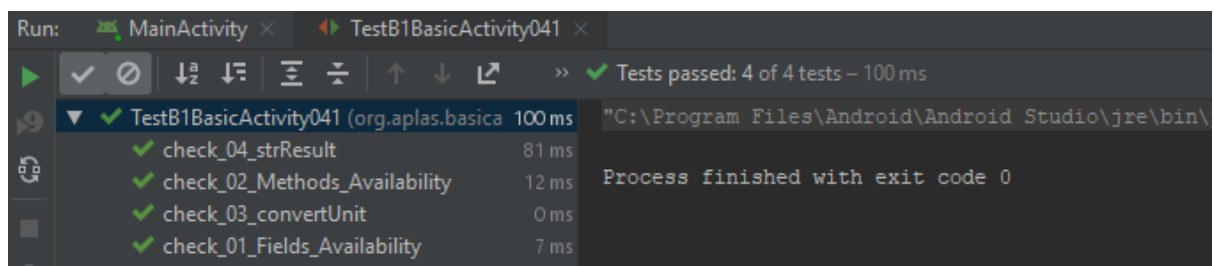 Run: MainActivity × TestB1BasicActivity041 ×
>> Tests passed: 4 of 4 tests – 100 ms
TestB1BasicActivity041 (org.aplas.basica 100 ms "C:\Program Files\Android\Android Studio\jre\bin\
check_04_strResult 81 ms
check_02_Methods_Availability 12 ms Process finished with exit code 0
check_03_convertUnit 0 ms
check_01_Fields_Availability 7 ms